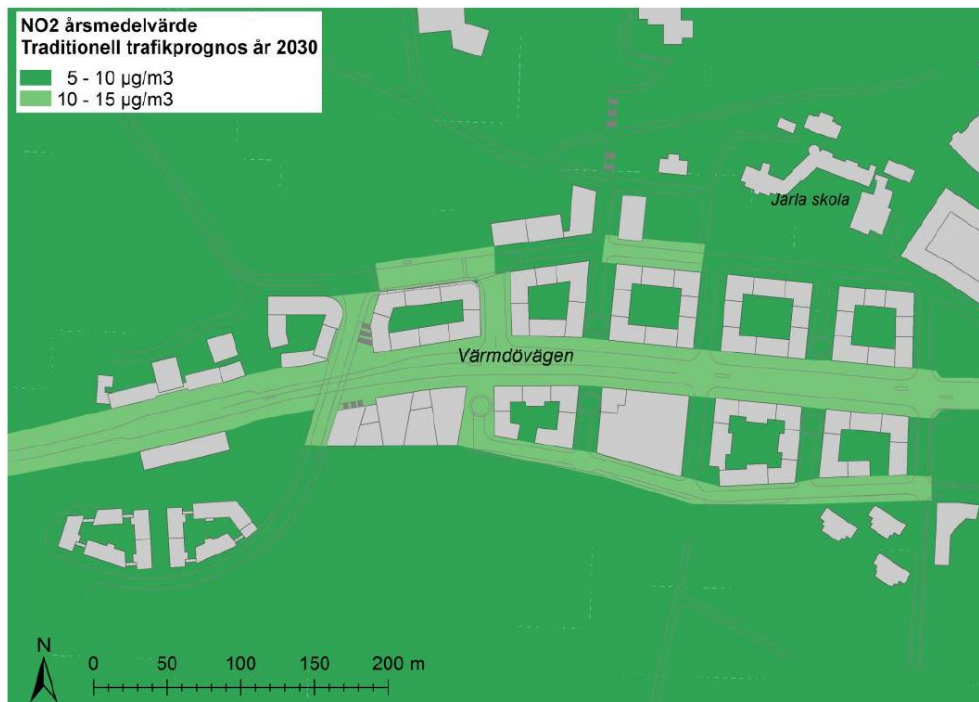 NO2 årsmedelvärde
Traditionell trafikprognos år 2030
5 - 10 µg/m3
10 - 15 µg/m3
Järla skola
Värmdövägen
N
0 50 100 150 200 m